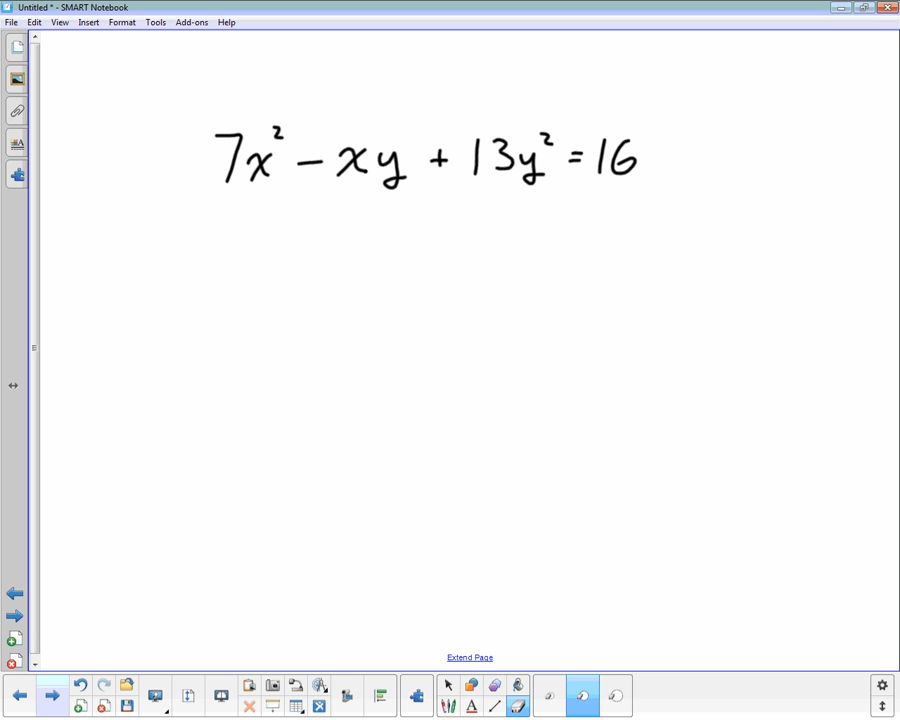 Untitled * - SMART Notebook
File Edit View Insert Format Tools Add-ons Help
7x² - xy + 13y² = 16
Extend Page